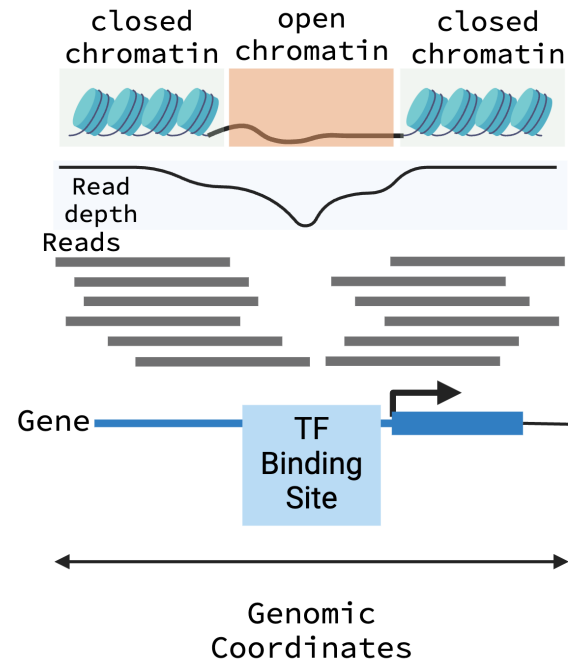 closed
chromatin
open
chromatin
closed
chromatin
Read
depth
Reads
Gene
TF
Binding
Site
Genomic
Coordinates